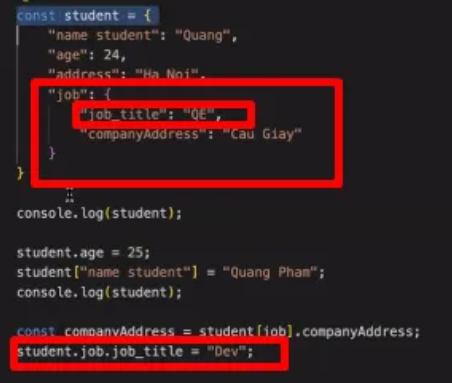 const student = {
"name student": "Quang",
"age": 24,
"address": "Ha Noi",
"job": {
"job_title": "QE",
"companyAddress": "Cau Giay"
}
}
console.log(student);
student.age = 25;
student["name student"] = "Quang Pham";
console.log(student);
const companyAddress = student[job].companyAddress;
student.job.job_title = "Dev";